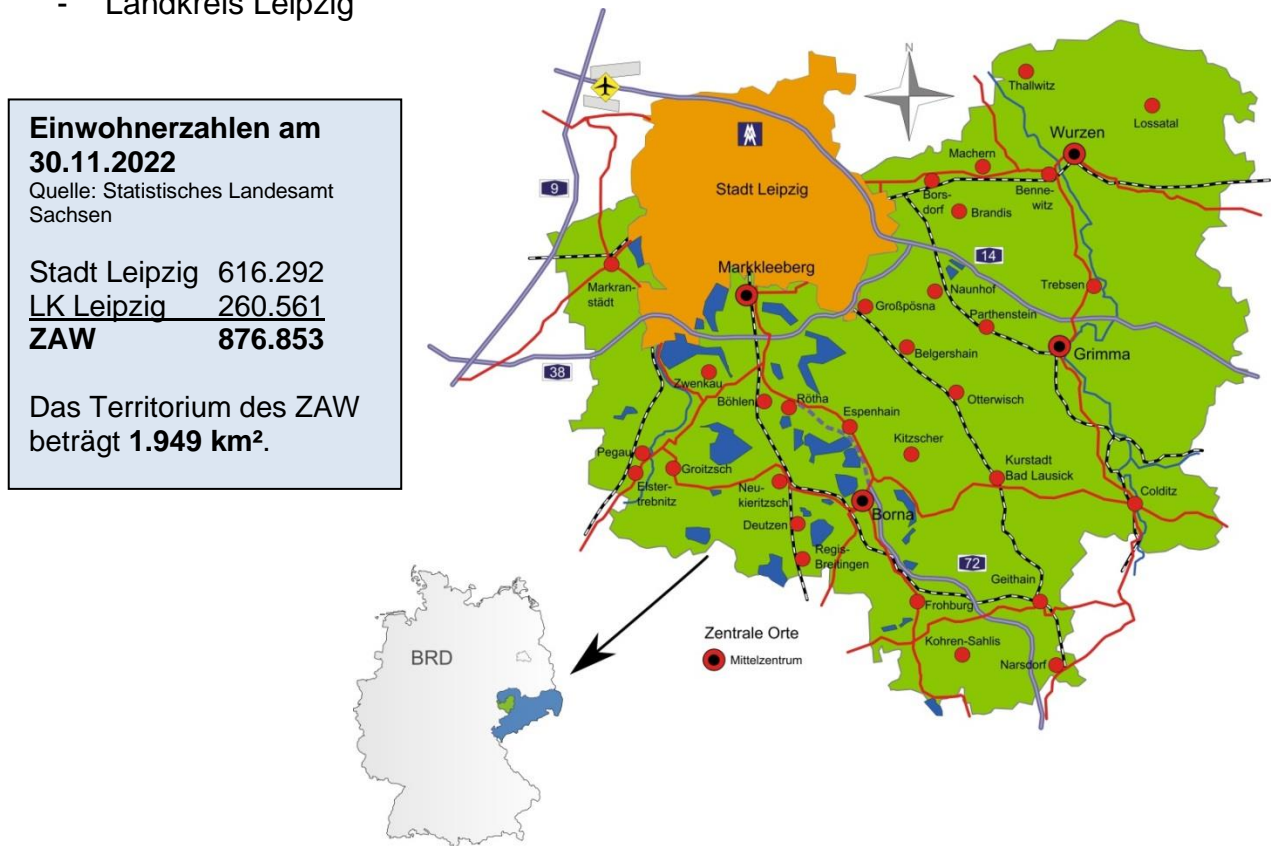 - Landkreis Leipzig
Einwohnerzahlen am
30.11.2022
Quelle: Statistisches Landesamt
Sachsen
Stadt Leipzig 616.292
LK Leipzig 260.561
ZAW 876.853
Das Territorium des ZAW
beträgt 1.949 km².
N
Thallwitz
Lossatal
Wurzen
Machern
Benne-
witz
Bors-
dorf
Brandis
9
Stadt Leipzig
14
Markkleeberg
Markran-
städt
Naunhof
Trebsen
Großpösna
Parthenstein
Grimma
Belgershain
38
Zwenkau
Böhlen
Rötha
Espenhain
Otterwisch
Kitzscher
Pegau
Groitzsch
Elster-
trebnitz
Neu-
kieritzsch
Kurstadt
Bad Lausick
Colditz
Borna
Deutzen
Regis-
Breitingen
72
Geithain
Frohburg
Kohren-Sahlis
Narsdorf
Zentrale Orte
Mittelzentrum
BRD